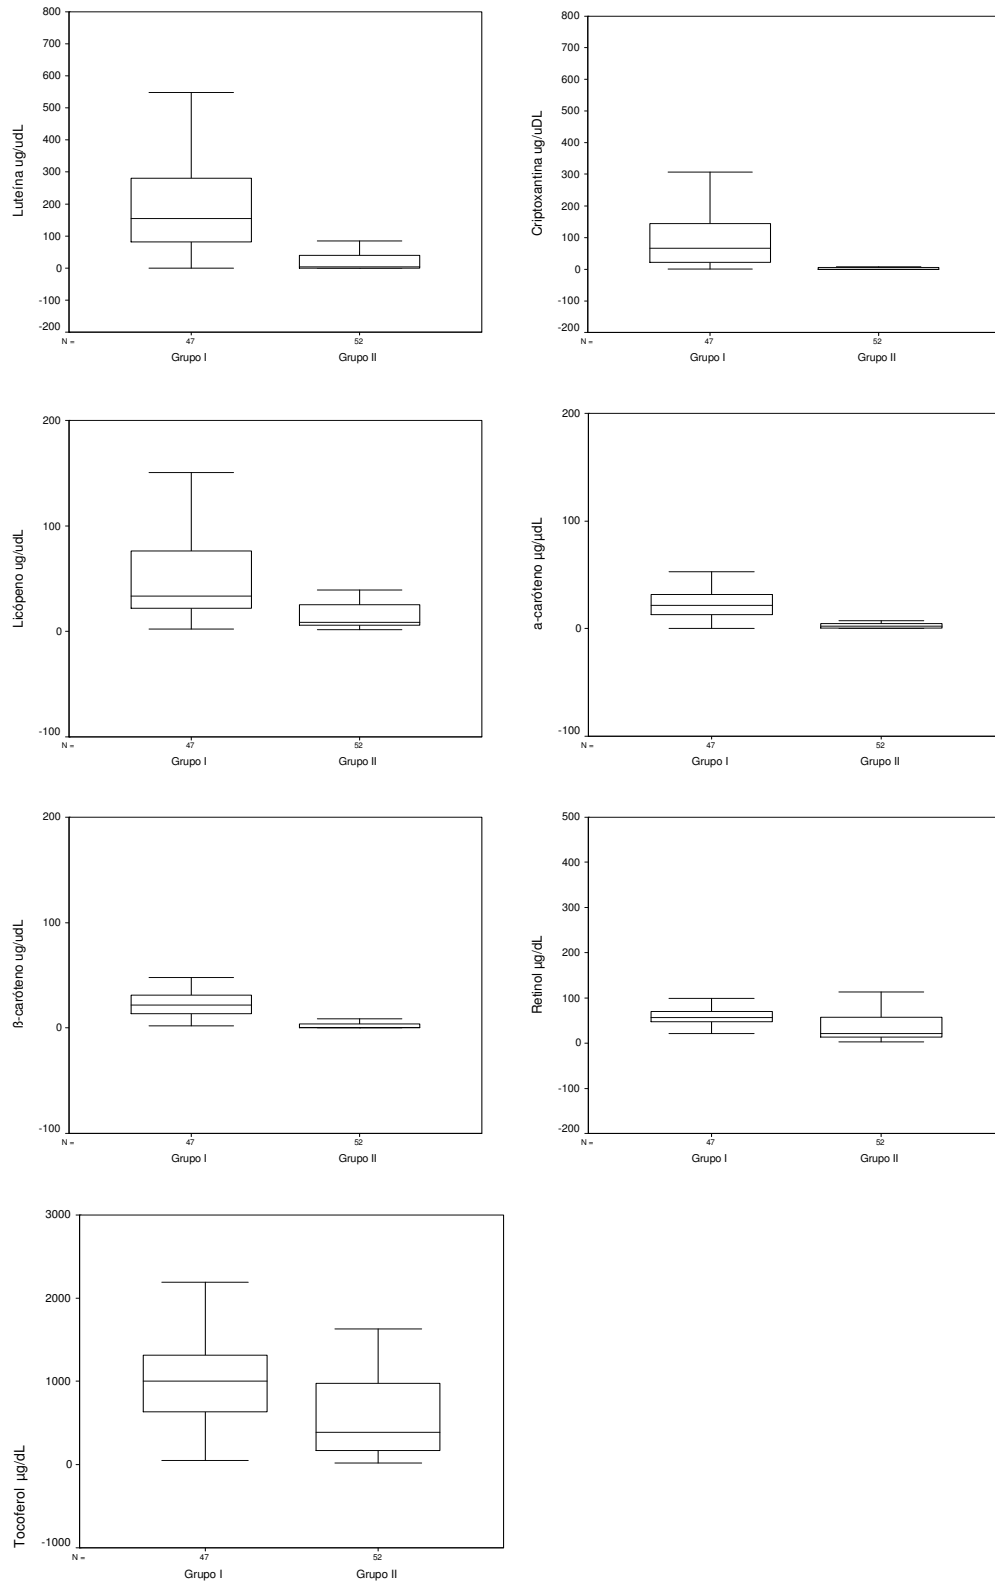 800
700
600
500
400
300
200
100
0
-100
-200
Luteína ug/udL
N =
47
52
Grupo I
Grupo II
800
700
600
500
400
300
200
100
0
-100
-200
Criptoxantina ug/uDL
N =
47
52
Grupo I
Grupo II
200
100
0
-100
Licópeno ug/udL
N =
47
52
Grupo I
Grupo II
200
100
0
-100
a-caróteno µg/µdL
N =
47
52
Grupo I
Grupo II
200
100
0
-100
ß-caróteno ug/udL
N =
47
52
Grupo I
Grupo II
500
400
300
200
100
0
-100
-200
Retinol µg/dL
N =
47
52
Grupo I
Grupo II
3000
2000
1000
0
-1000
Tocoferol µg/dL
N =
47
52
Grupo I
Grupo II